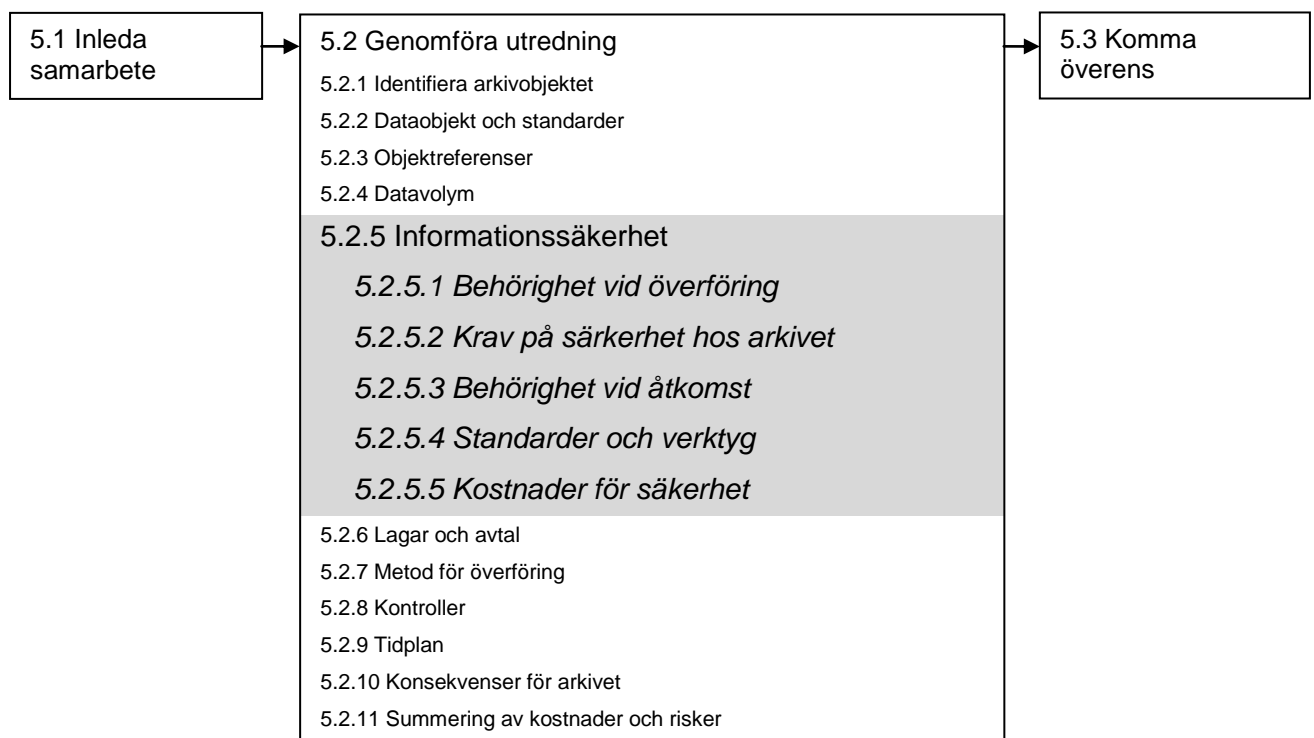 5.1 Inleda
samarbete
5.2 Genomföra utredning
5.2.1 Identifiera arkivobjektet
5.2.2 Dataobjekt och standarder
5.2.3 Objektreferenser
5.2.4 Datavolym
5.2.5 Informationssäkerhet
5.2.5.1 Behörighet vid överföring
5.2.5.2 Krav på särkerhet hos arkivet
5.2.5.3 Behörighet vid åtkomst
5.2.5.4 Standarder och verktyg
5.2.5.5 Kostnader för säkerhet
5.2.6 Lagar och avtal
5.2.7 Metod för överföring
5.2.8 Kontroller
5.2.9 Tidplan
5.2.10 Konsekvenser för arkivet
5.2.11 Summering av kostnader och risker
5.3 Komma
överens